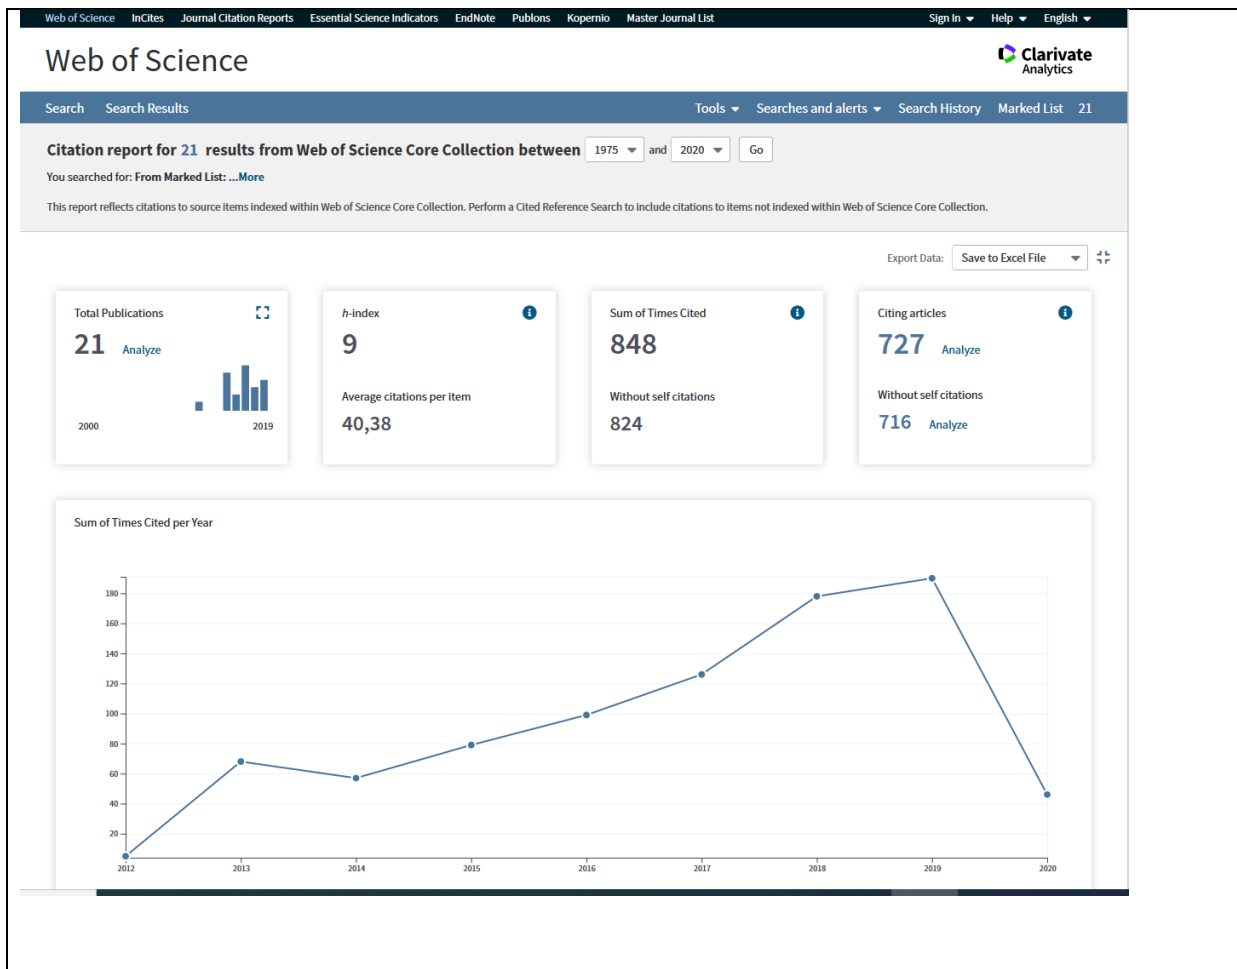 Web of Science InCites Journal Citation Reports Essential Science Indicators EndNote Publons Kopernio Master Journal List Sign In Help English
Web of Science
Clarivate
Analytics
Search Search Results Tools Searches and alerts Search History Marked List 21
Citation report for 21 results from Web of Science Core Collection between 1975 and 2020 Go
You searched for: From Marked List: ...More
This report reflects citations to source items indexed within Web of Science Core Collection. Perform a Cited Reference Search to include citations to items not indexed within Web of Science Core Collection.
Export Data: Save to Excel File
Total Publications
21 Analyze
2000 2019
h-index
9
Average citations per item
40,38
Sum of Times Cited
848
Without self citations
824
Citing articles
727 Analyze
Without self citations
716 Analyze
Sum of Times Cited per Year
180
160
140
120
100
80
60
40
20
2012 2013 2014 2015 2016 2017 2018 2019 2020